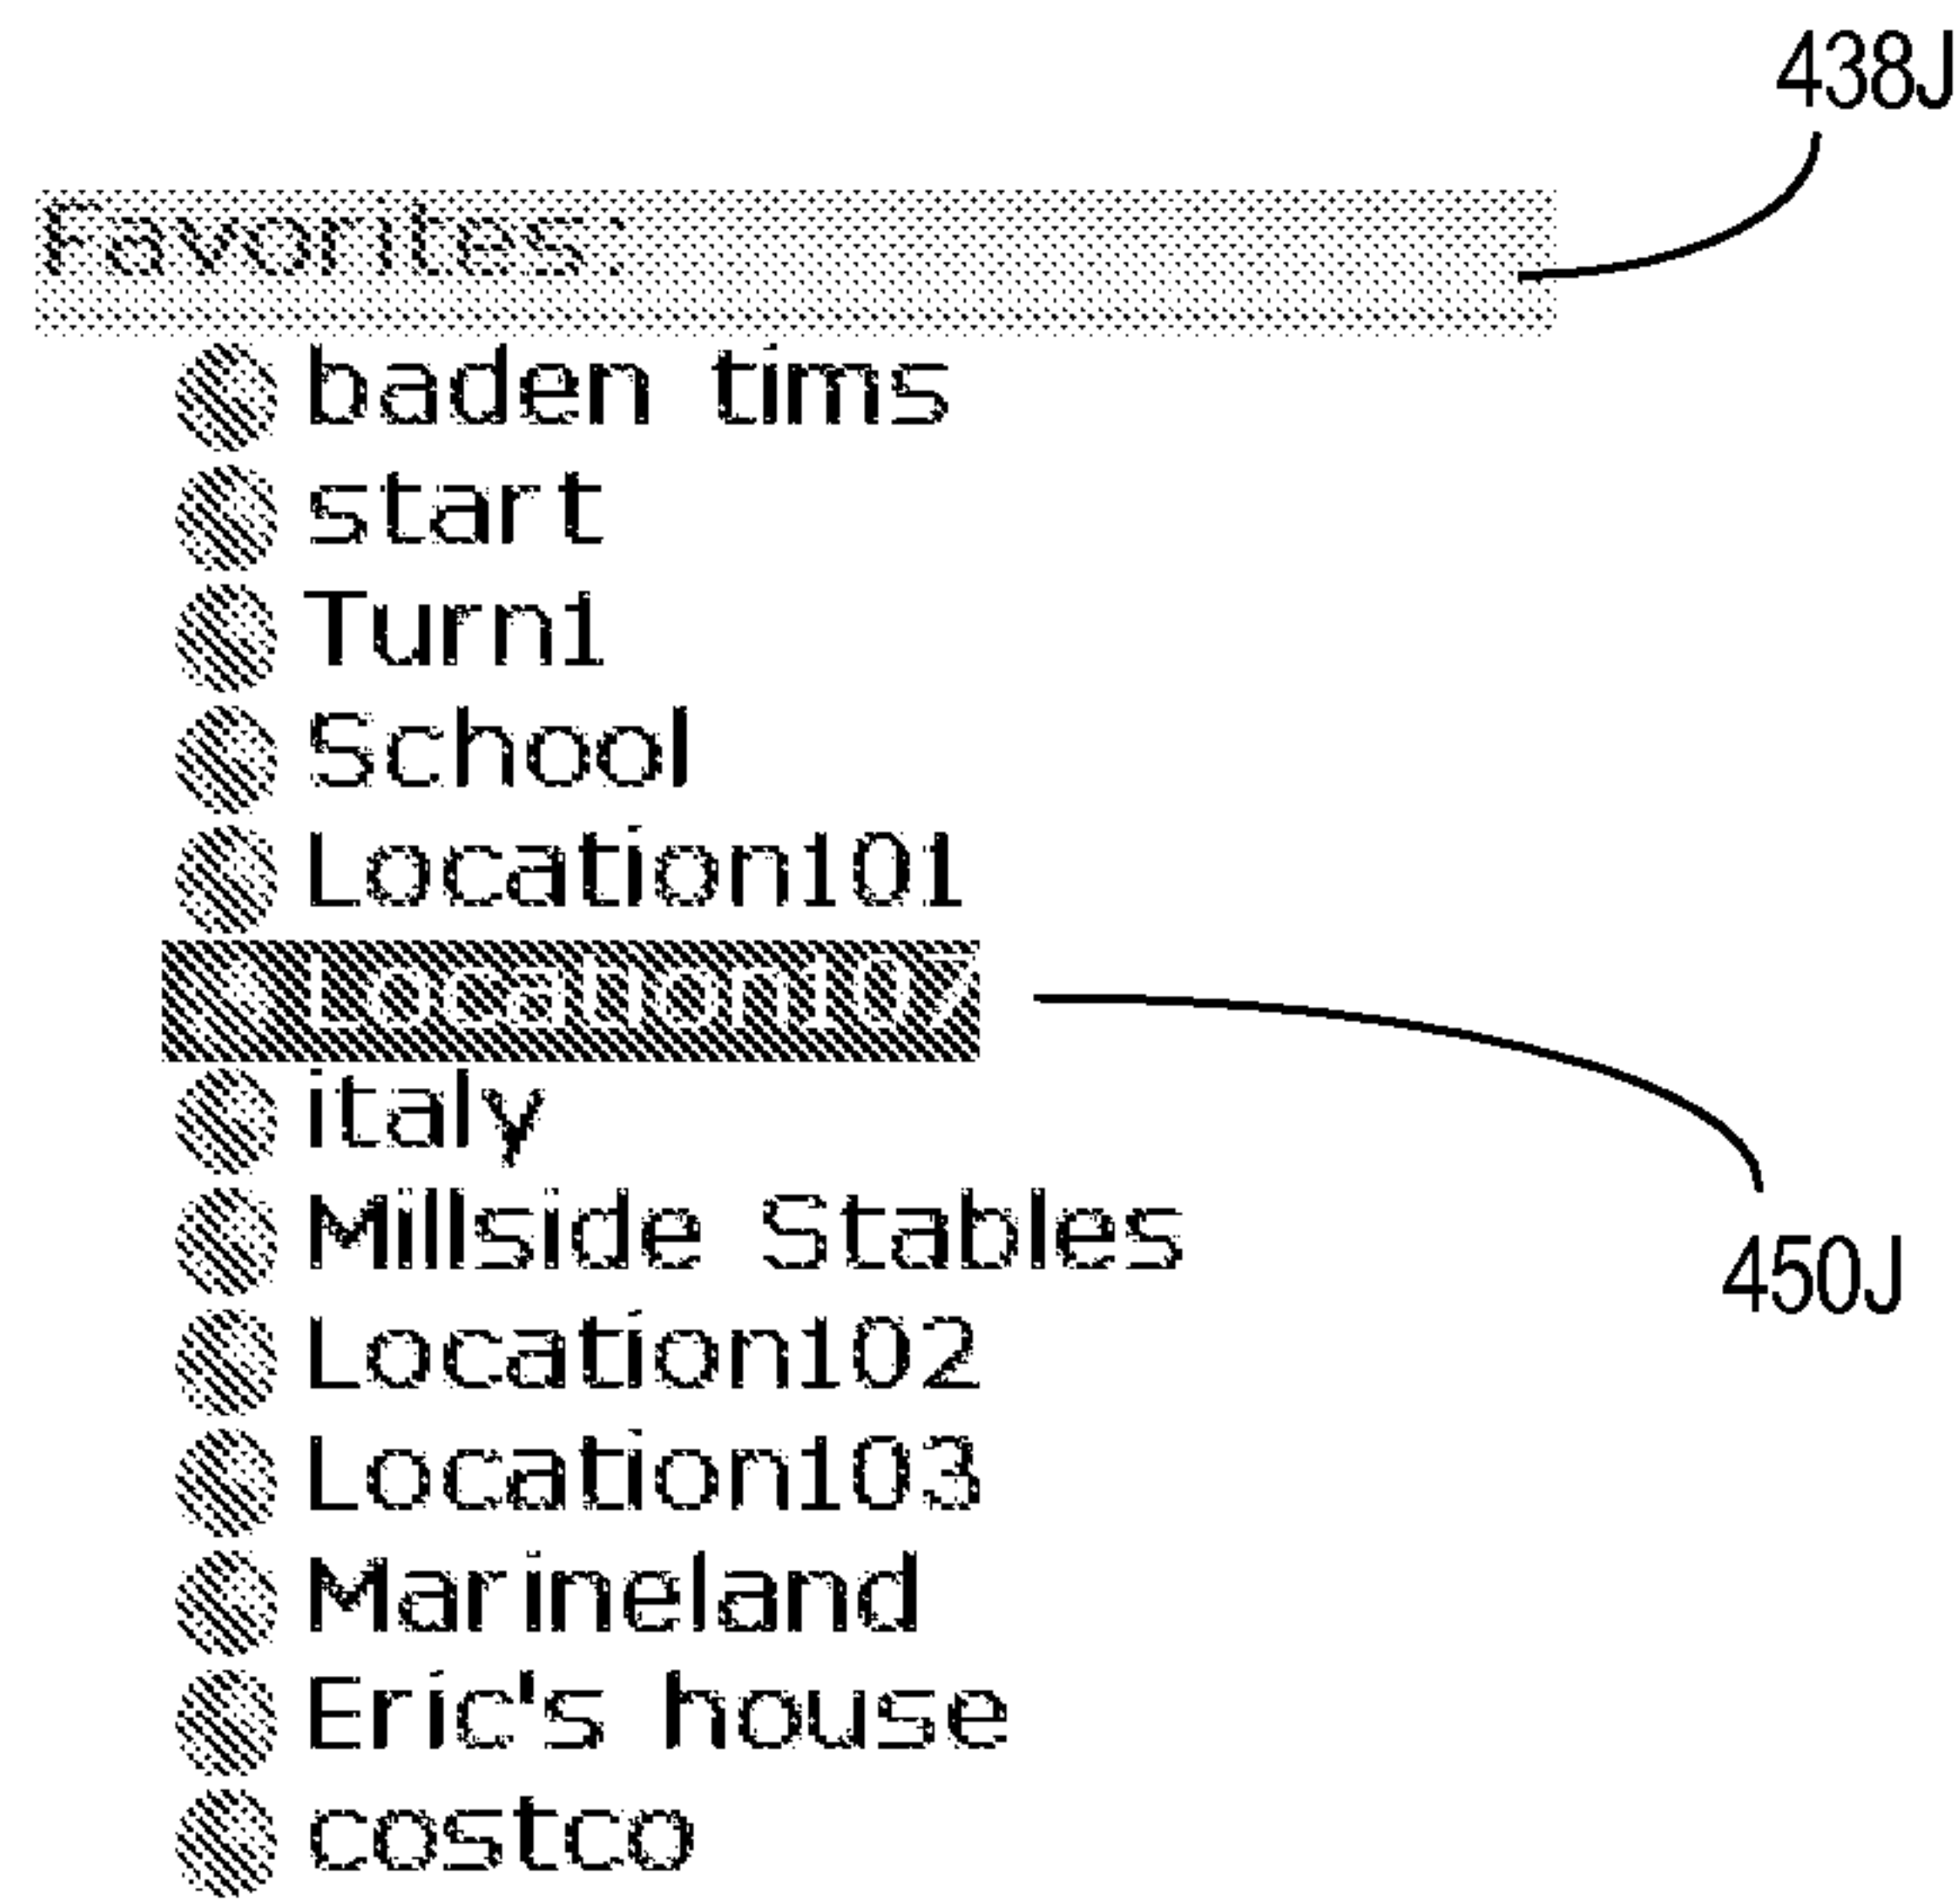 438J
Favorites:
baden tims
start
Turn1
School
Location101
Location107
italy
Millside Stables
450J
Location102
Location103
Marineland
Eric's house
costco